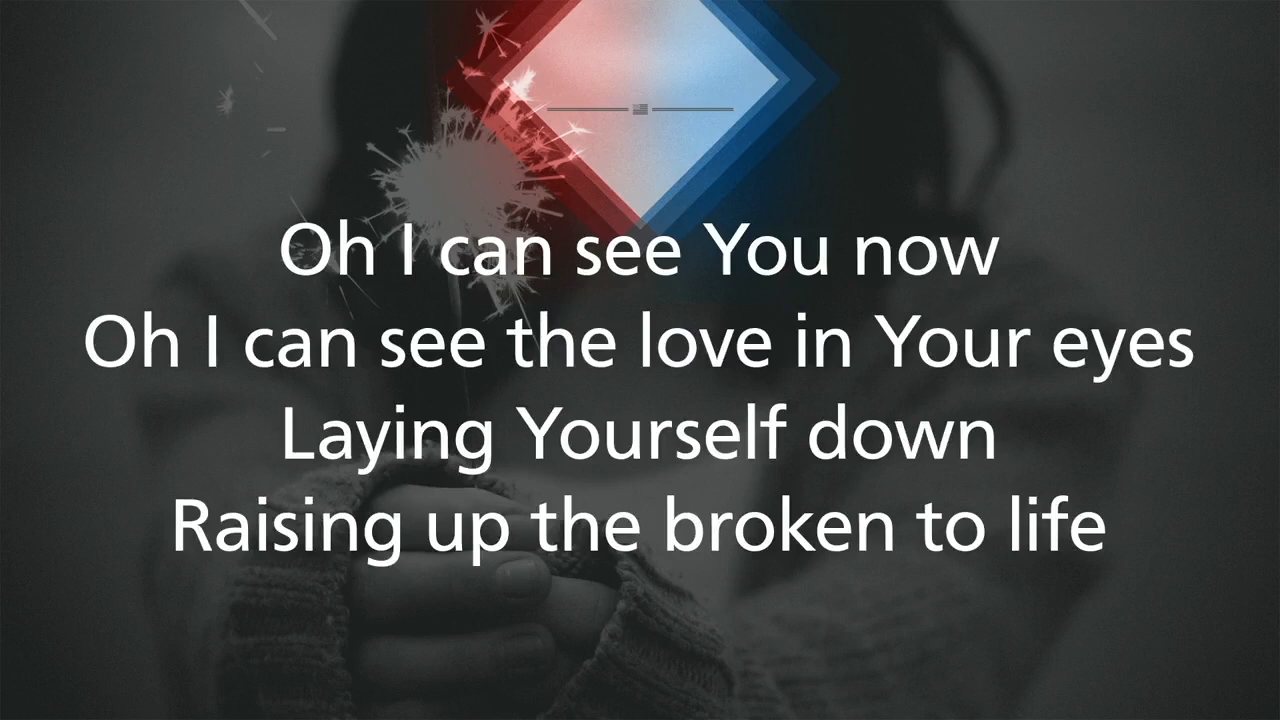 Oh I can see You now
Oh I can see the love in Your eyes
Laying Yourself down
Raising up the broken to life